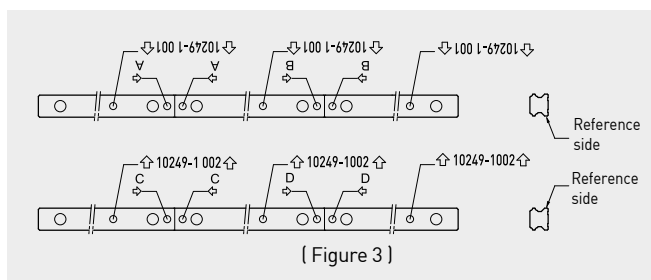 ⇧10249-1 001⇧ ⇧10249-1 001⇧ ⇧10249-1 001⇧
A A B B
Reference
side
⇧ 10249-1 002⇧ ⇧ 10249-1002 ⇧ ⇧ 10249-1002⇧
C C D D
Reference
side
( Figure 3 )